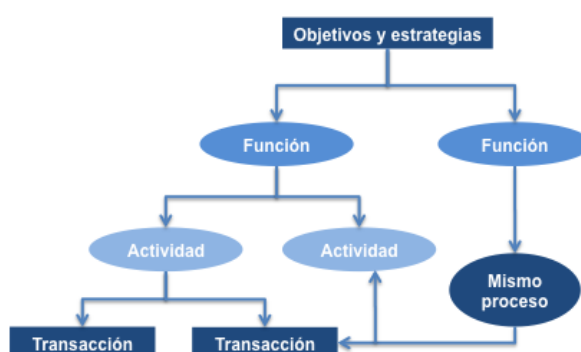 Objetivos y estrategias
Función
Función
Actividad
Actividad
Mismo
proceso
Transacción
Transacción